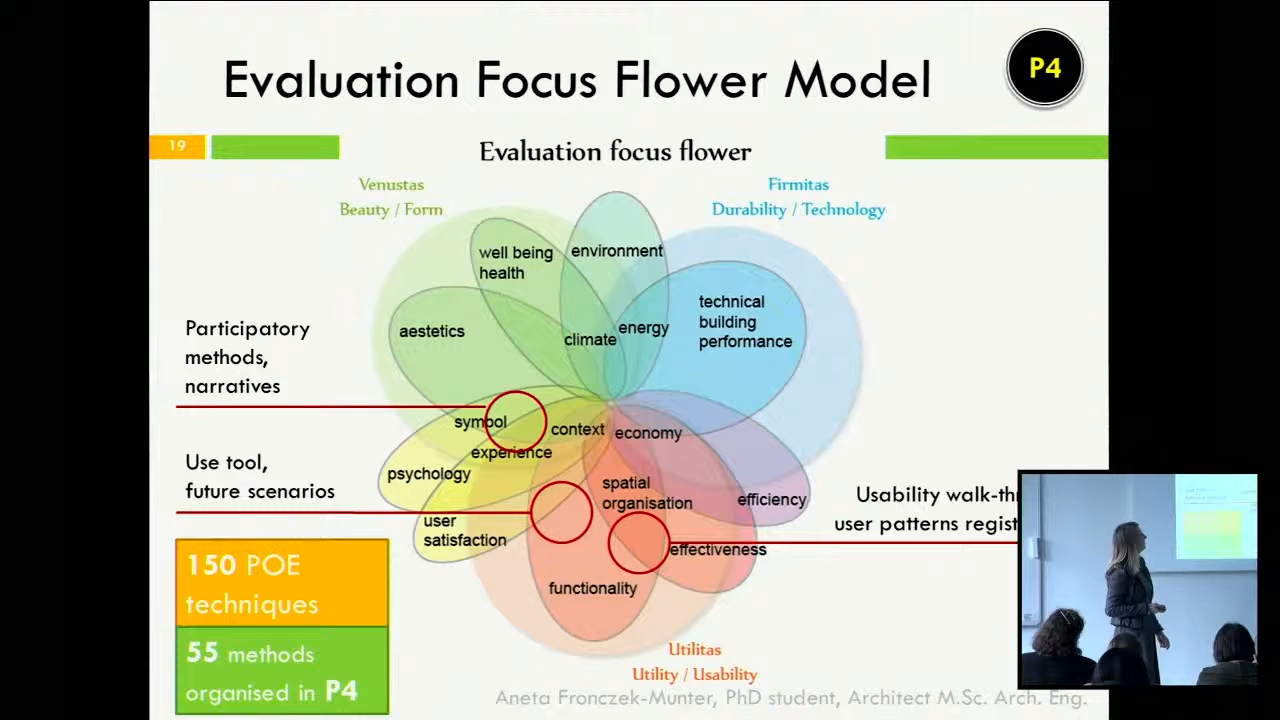 Evaluation Focus Flower Model
P4
19
Evaluation focus flower
Venustas
Beauty / Form
Firmitas
Durability / Technology
well being
health
environment
aestetics
climate
energy
technical
building
performance
Participatory
methods,
narratives
symbol
context
economy
experience
psychology
Use tool,
future scenarios
spatial
organisation
efficiency
user
satisfaction
effectiveness
functionality
Usability
user patterns
150 POE
techniques
55 methods
organised in P4
Utilitas
Utility / Usability
Aneta Fronczek-Munter, PhD student, Architect M.Sc. Arch. Eng.